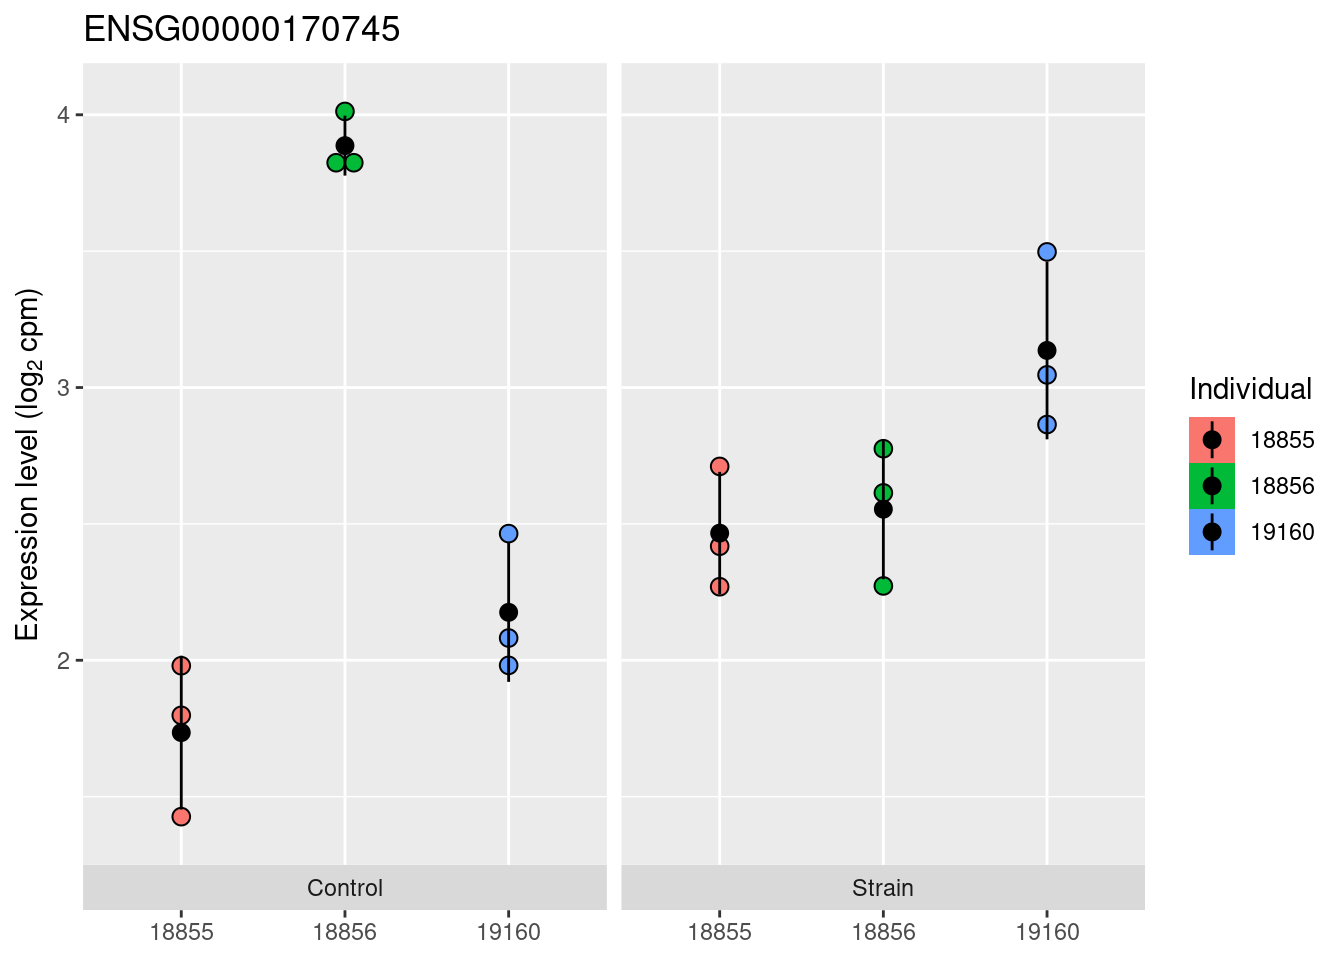 ENSG00000170745
Expression level (log₂ cpm)
4
3
2
Control
Strain
18855 18856 19160
18855 18856 19160
Individual
18855
18856
19160